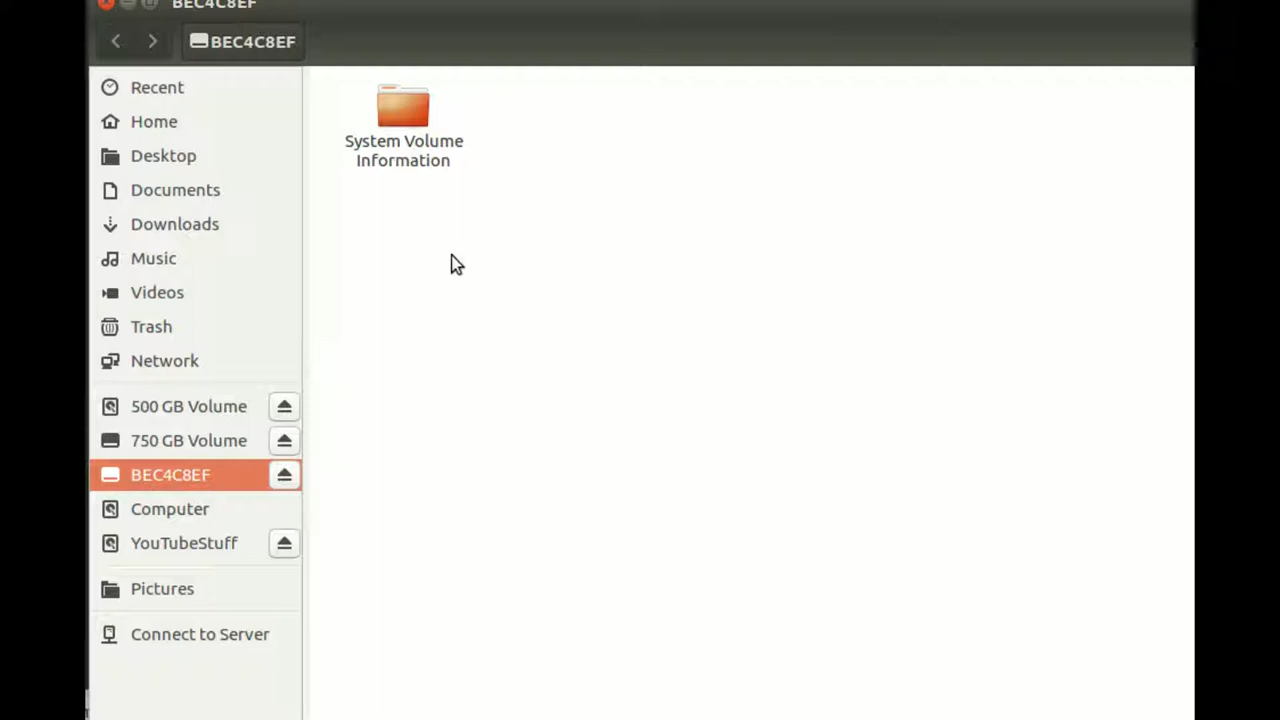 BEC4C8EF
BEC4C8EF
Recent
Home
Desktop
Documents
Downloads
Music
Videos
Trash
Network
500 GB Volume
750 GB Volume
BEC4C8EF
Computer
YouTubeStuff
Pictures
Connect to Server
System Volume
Information